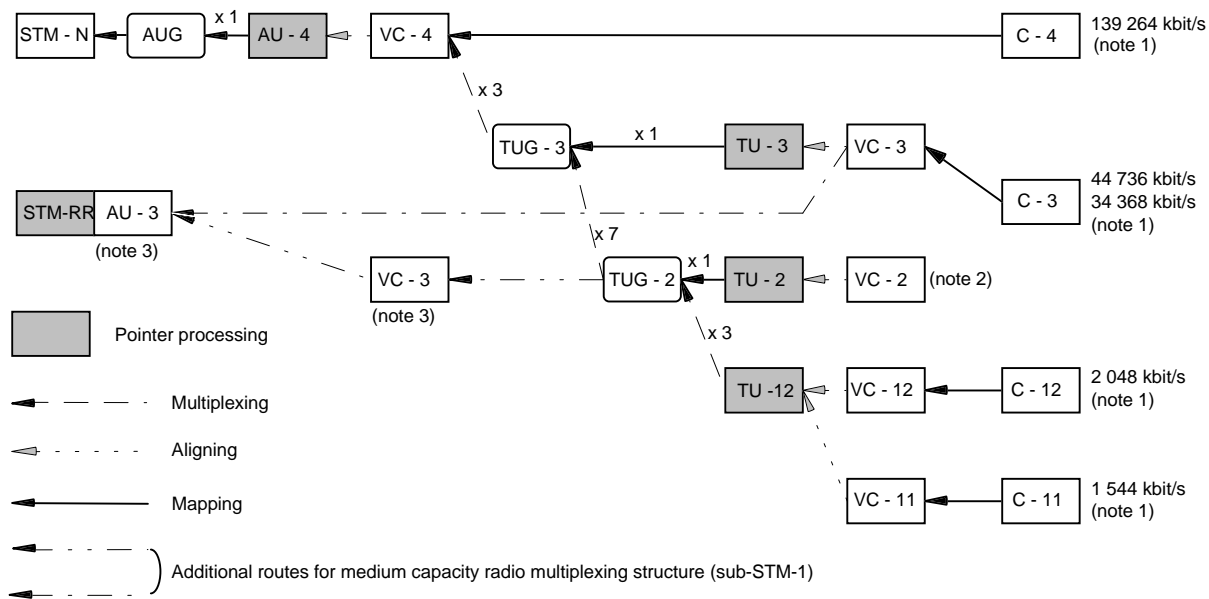 STM - N
AUG
x 1
AU - 4
VC - 4
C - 4
139 264 kbit/s
(note 1)
x 3
TUG - 3
x 1
TU - 3
VC - 3
C - 3
44 736 kbit/s
34 368 kbit/s
(note 1)
STM-RR
AU - 3
(note 3)
x 7
VC - 3
(note 3)
TUG - 2
x 1
TU - 2
VC - 2
(note 2)
Pointer processing
x 3
TU -12
VC - 12
C - 12
2 048 kbit/s
(note 1)
Multiplexing
Aligning
Mapping
VC - 11
C - 11
1 544 kbit/s
(note 1)
Additional routes for medium capacity radio multiplexing structure (sub-STM-1)